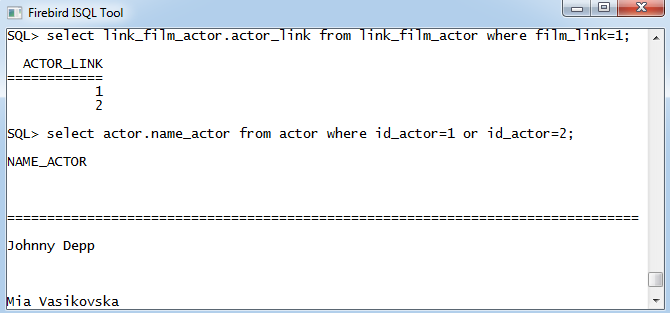 Firebird ISQL Tool
SQL> select link_film_actor.actor_link from link_film_actor where film_link=1;
ACTOR_LINK
============
1
2
SQL> select actor.name_actor from actor where id_actor=1 or id_actor=2;
NAME_ACTOR
===============================================================================
Johnny Depp
Mia Vasikovska